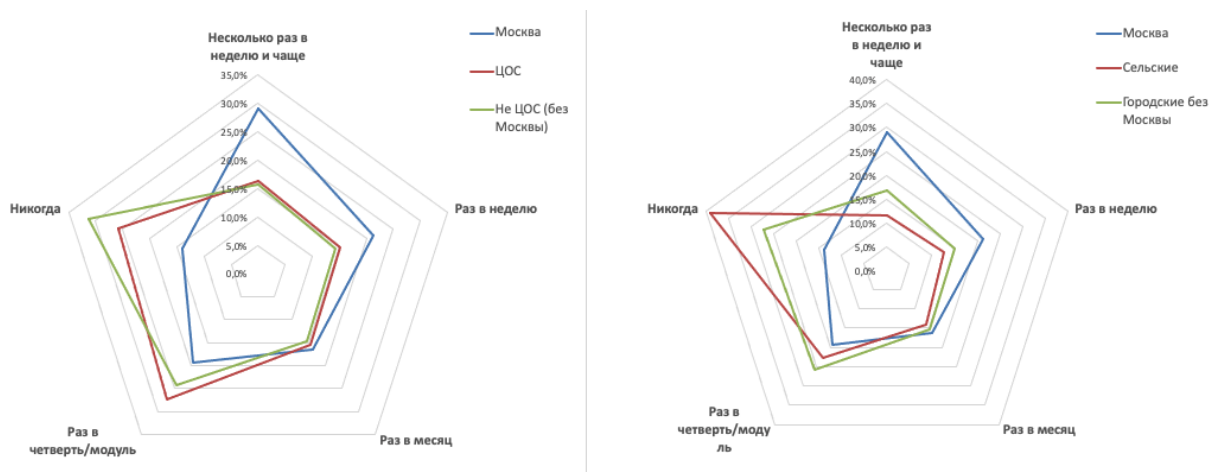 Несколько раз в
неделю и чаще
35,0%
30,0%
25,0%
20,0%
15,0%
10,0%
5,0%
0,0%
Раз в неделю
Раз в месяц
Раз в
четверть/модуль
Никогда
Москва
ЦОС
Не ЦОС (без
Москвы)
Несколько раз
в неделю и
чаще
40,0%
35,0%
30,0%
25,0%
20,0%
15,0%
10,0%
5,0%
0,0%
Раз в неделю
Раз в месяц
Раз в
четверть/моду
ль
Никогда
Москва
Сельские
Городские без
Москвы